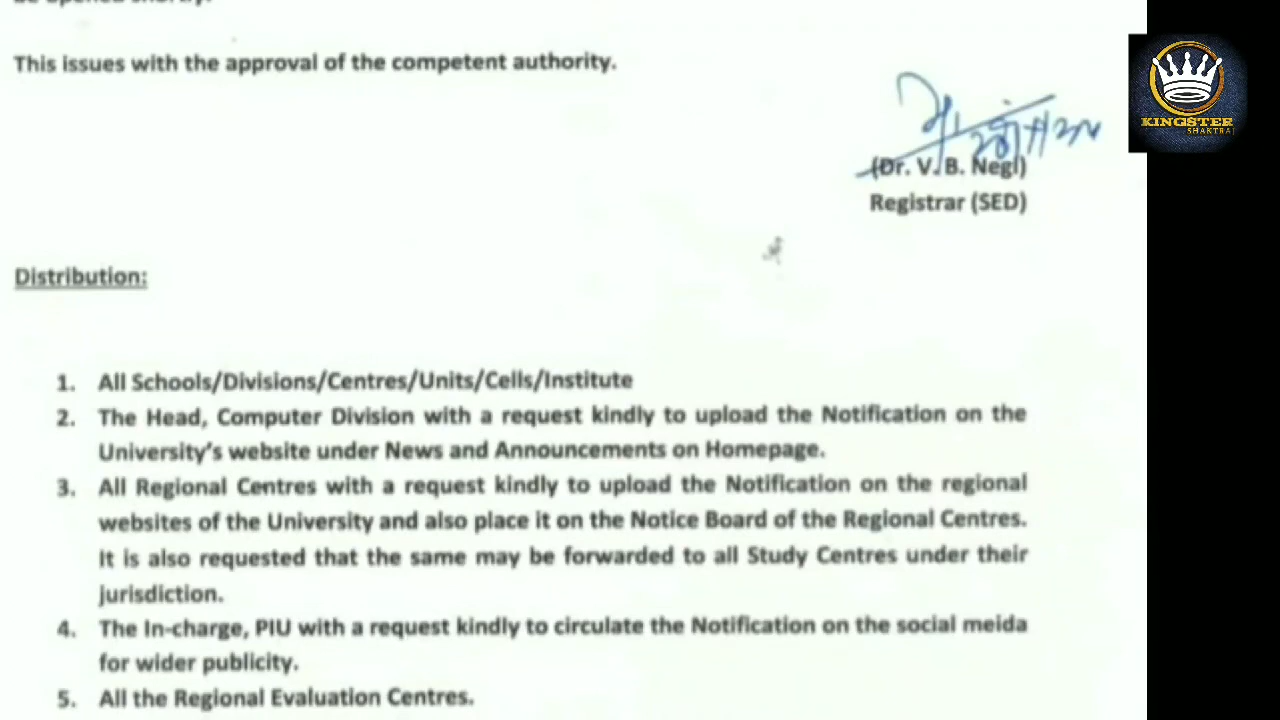 be opened shortly.
This issues with the approval of the competent authority.
KINGSTER
SHAKTRAJ
(Dr. V. B. Negi)
Registrar (SED)
Distribution:
1. All Schools/Divisions/Centres/Units/Cells/Institute
2. The Head, Computer Division with a request kindly to upload the Notification on the
University's website under News and Announcements on Homepage.
3. All Regional Centres with a request kindly to upload the Notification on the regional
websites of the University and also place it on the Notice Board of the Regional Centres.
It is also requested that the same may be forwarded to all Study Centres under their
jurisdiction.
4. The In-charge, PIU with a request kindly to circulate the Notification on the social meida
for wider publicity.
5. All the Regional Evaluation Centres.